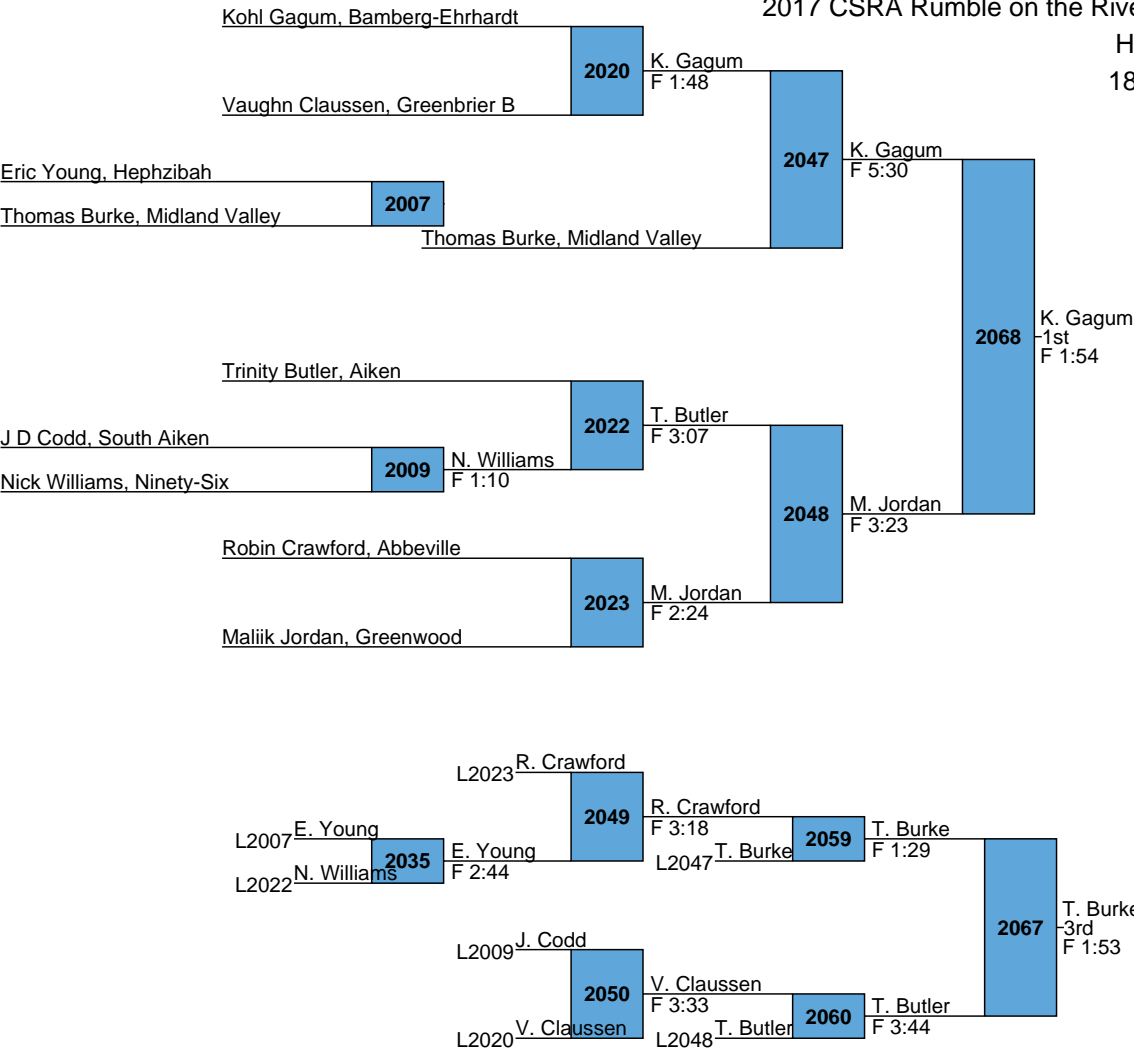 2017 CSRA Rumble on the Rive
H
18
Kohl Gagum, Bamberg-Ehrhardt
2020
K. Gagum
F 1:48
Vaughn Claussen, Greenbrier B
2047
K. Gagum
F 5:30
Eric Young, Hephzibah
2007
Thomas Burke, Midland Valley
Thomas Burke, Midland Valley
2068
K. Gagum
1st
F 1:54
Trinity Butler, Aiken
2022
T. Butler
F 3:07
J D Codd, South Aiken
2009
N. Williams
F 1:10
Nick Williams, Ninety-Six
2048
M. Jordan
F 3:23
Robin Crawford, Abbeville
2023
M. Jordan
F 2:24
Maliik Jordan, Greenwood
L2023
R. Crawford
2049
R. Crawford
F 3:18
L2007
E. Young
2035
E. Young
F 2:44
L2022
N. Williams
L2047
T. Burke
2059
T. Burke
F 1:29
2067
T. Burke
3rd
F 1:53
L2009
J. Codd
2050
V. Claussen
F 3:33
L2020
V. Claussen
L2048
T. Butler
2060
T. Butler
F 3:44